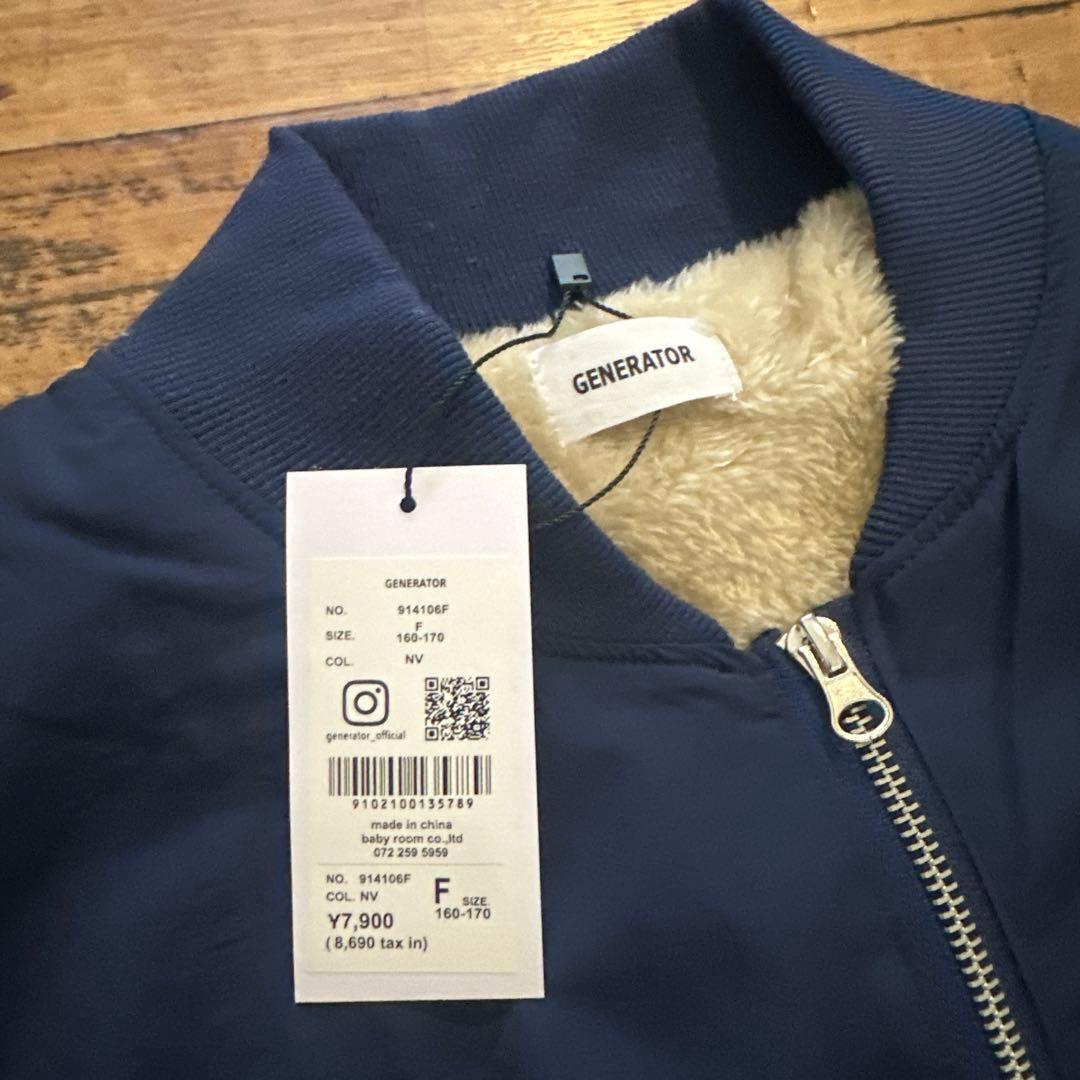 GENERATOR
GENERATOR
NO. 914106F
SIZE. F 160-170
COL. NV
generator_official
9102100135789
made in china
baby room co.,ltd
072 259 5959
NO. 914106F
COL. NV
F SIZE. 160-170
¥7,900
(8,690 tax in)